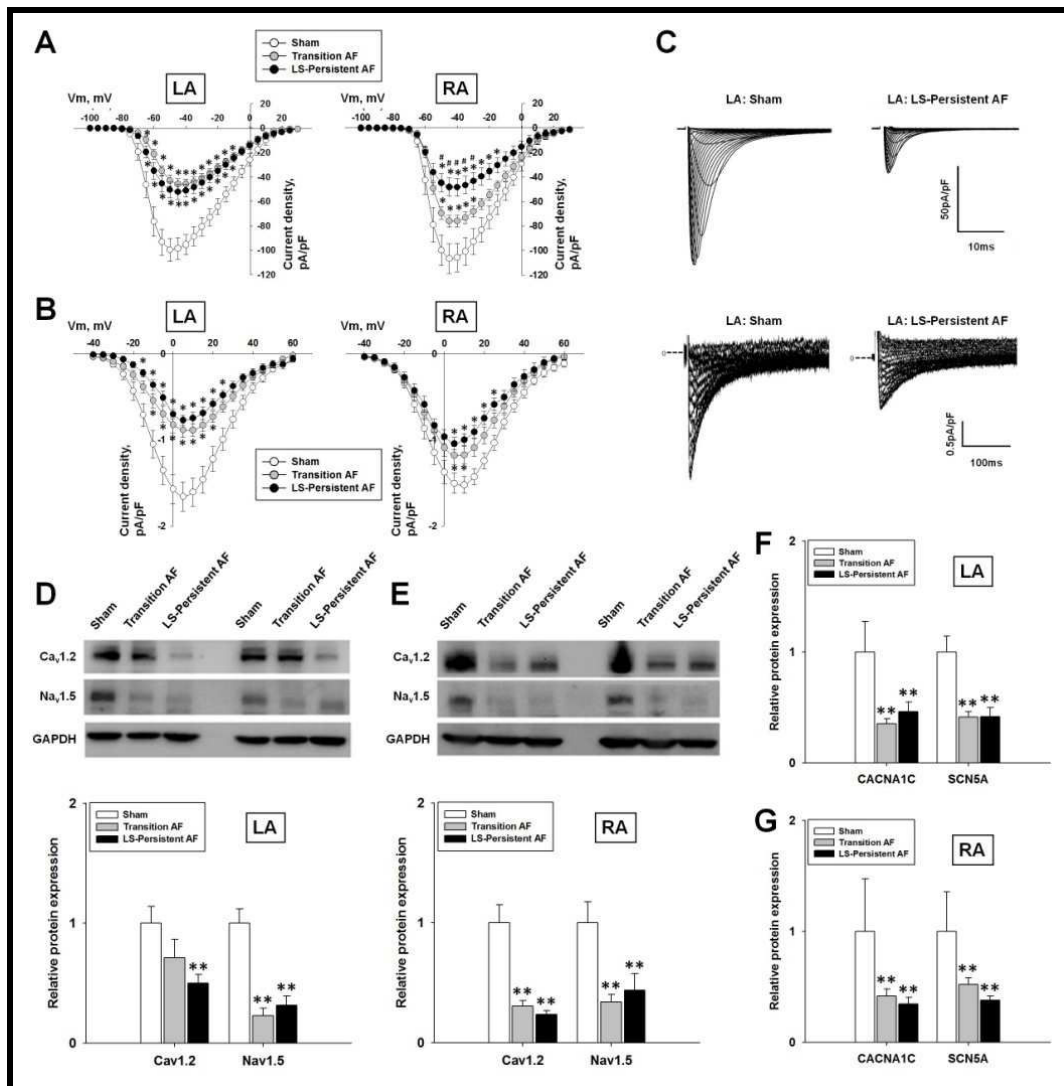 A
Sham
Transition AF
LS-Persistent AF
LA
RA
Vm, mV
-100 -80 -60 -40 -20 0 20
20
0
-20
-40
-60
-80
-100
-120
Current density,
pA/pF
Vm, mV
-100 -80 -60 -40 -20 0 20
20
0
-20
-40
-60
-80
-100
-120
Current density,
pA/pF
B
LA
RA
Vm, mV
-40 -20 0 20 40 60
0
-1
-2
Current density,
pA/pF
Sham
Transition AF
LS-Persistent AF
Vm, mV
-40 -20 0 20 40 60
0
-1
-2
Current density,
pA/pF
C
LA: Sham
LA: LS-Persistent AF
50pA/pF
10ms
LA: Sham
LA: LS-Persistent AF
0
0
0.5pA/pF
100ms
D
Sham
Transition AF
LS-Persistent AF
Sham
Transition AF
LS-Persistent AF
Cav1.2
Nav1.5
GAPDH
Relative protein expression
2
1
0
Sham
Transition AF
LS-Persistent AF
LA
**
**
**
Cav1.2
Nav1.5
E
Sham
Transition AF
LS-Persistent AF
Sham
Transition AF
LS-Persistent AF
Cav1.2
Nav1.5
GAPDH
Relative protein expression
2
1
0
Sham
Transition AF
LS-Persistent AF
RA
**
**
**
**
Cav1.2
Nav1.5
F
Relative protein expression
2
1
0
Sham
Transition AF
LS-Persistent AF
LA
**
**
**
**
CACNA1C
SCN5A
G
Relative protein expression
2
1
0
Sham
Transition AF
LS-Persistent AF
RA
**
**
**
**
CACNA1C
SCN5A